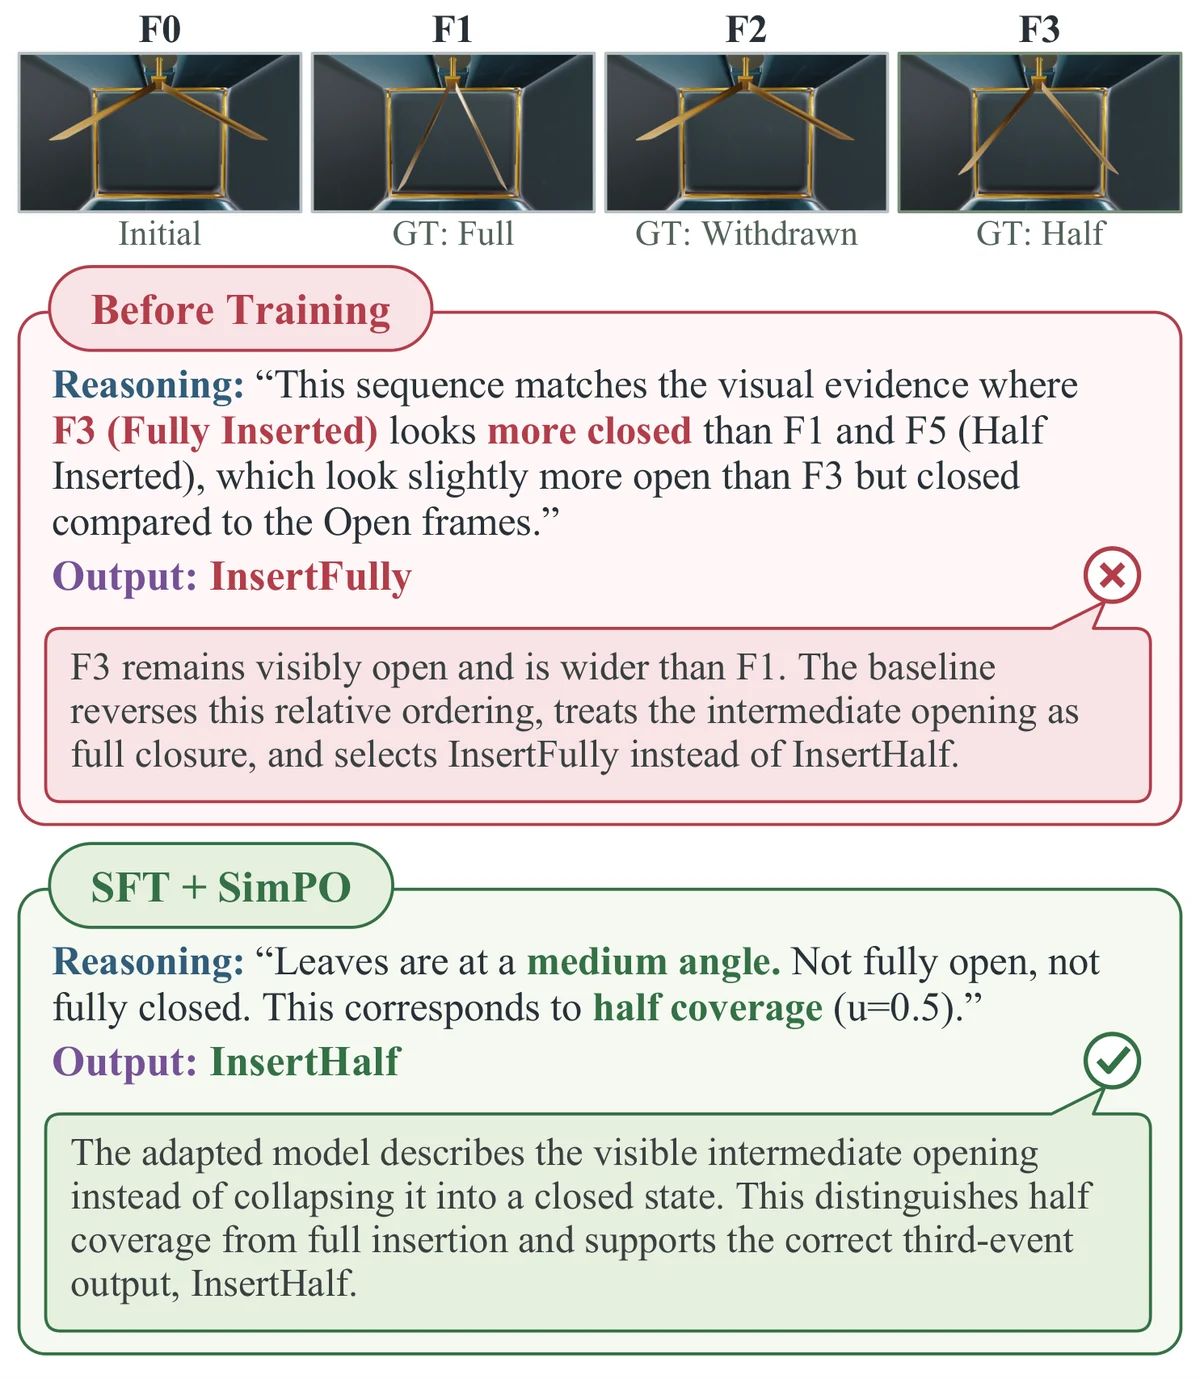 F0 F1 F2 F3
Initial GT: Full GT: Withdrawn GT: Half
Before Training
Reasoning: “This sequence matches the visual evidence where
F3 (Fully Inserted) looks more closed than F1 and F5 (Half
Inserted), which look slightly more open than F3 but closed
compared to the Open frames.”
Output: InsertFully
F3 remains visibly open and is wider than F1. The baseline
reverses this relative ordering, treats the intermediate opening as
full closure, and selects InsertFully instead of InsertHalf.
SFT + SimPO
Reasoning: “Leaves are at a medium angle. Not fully open, not
fully closed. This corresponds to half coverage (u=0.5).”
Output: InsertHalf
The adapted model describes the visible intermediate opening
instead of collapsing it into a closed state. This distinguishes half
coverage from full insertion and supports the correct third-event
output, InsertHalf.